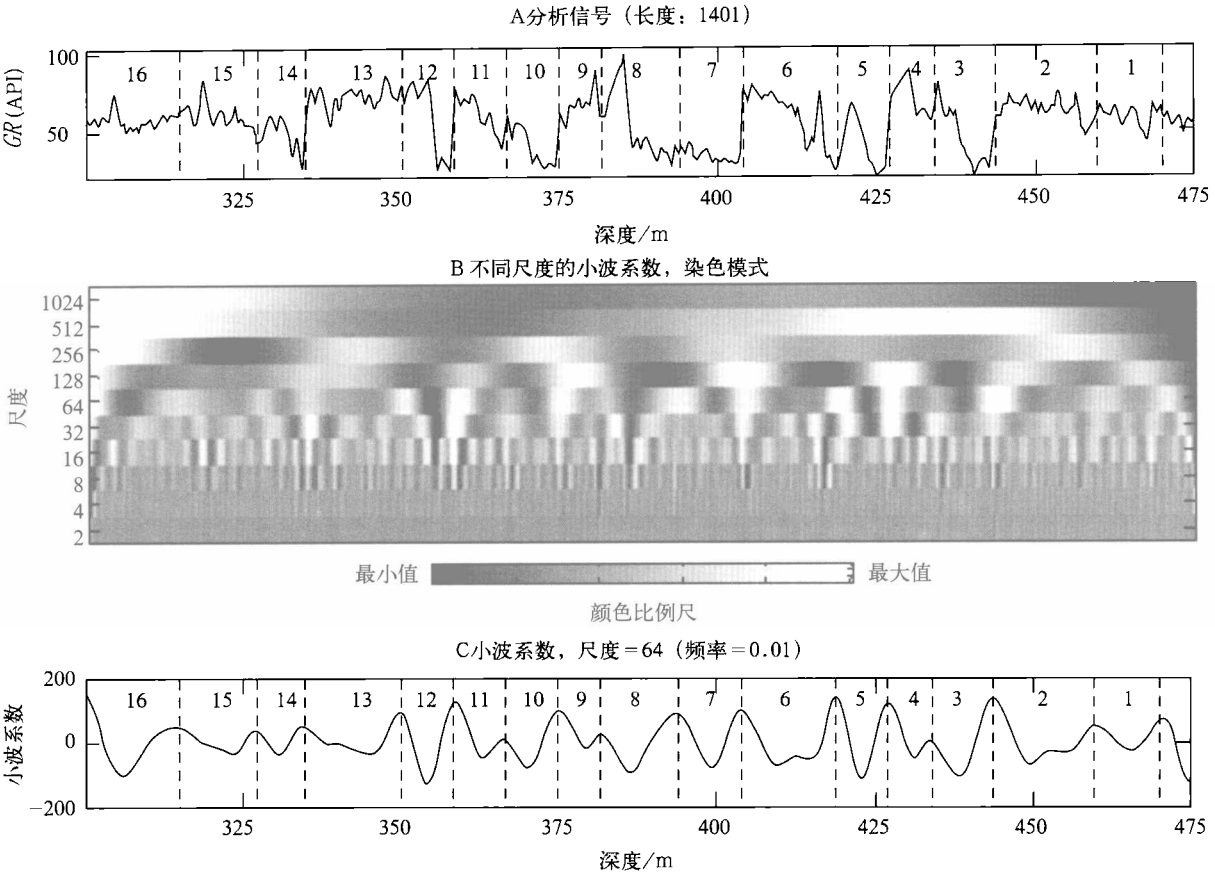 A分析信号（长度：1401）
100
50
GR(API)
16 15 14 13 12 11 10 9 8 7 6 5 4 3 2 1
325 350 375 400 425 450 475
深度/m
B 不同尺度的小波系数，染色模式
1024
512
256
128
64
32
16
8
4
2
尺度
最小值 最大值
颜色比例尺
C小波系数，尺度=64（频率=0.01）
200
0
-200
小波系数
16 15 14 13 12 11 10 9 8 7 6 5 4 3 2 1
325 350 375 400 425 450 475
深度/m